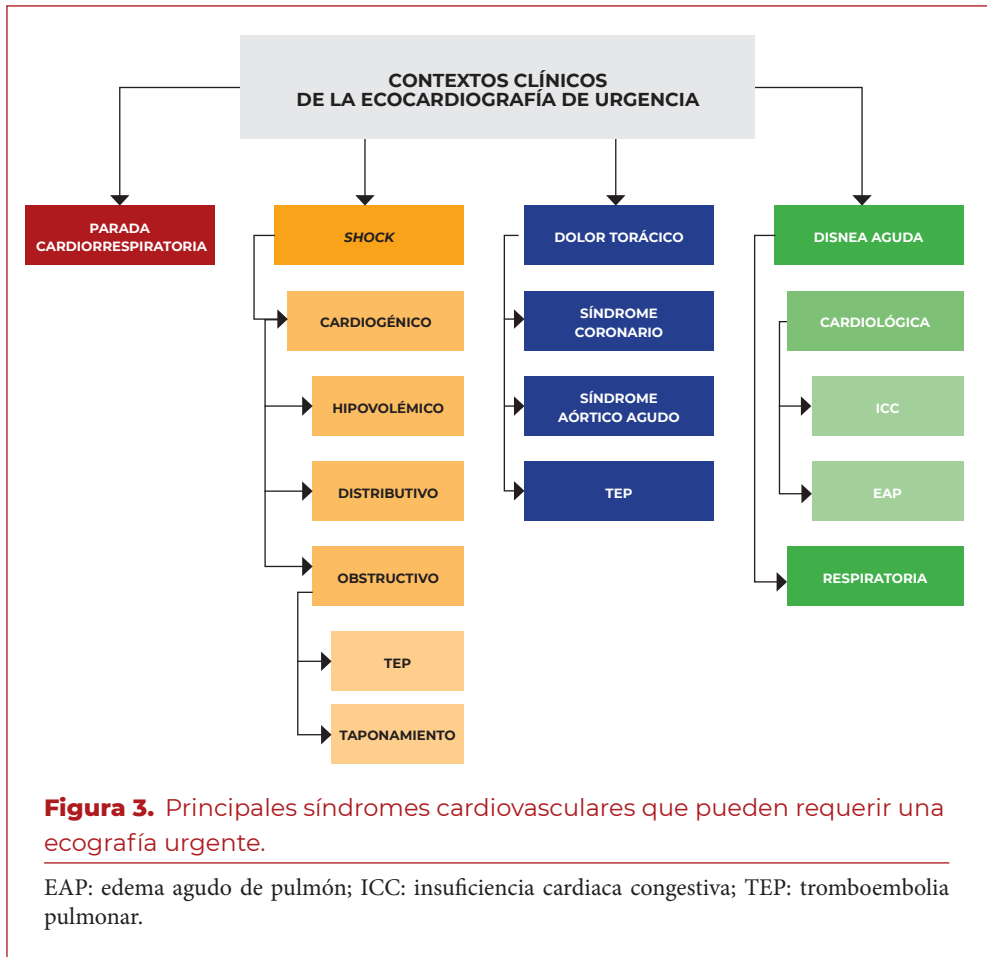 CONTEXTOS CLÍNICOS
DE LA ECOCARDIOGRAFÍA DE URGENCIA
PARADA
CARDIORRESPIRATORIA
SHOCK
CARDIOGÉNICO
HIPOVOLÉMICO
DISTRIBUTIVO
OBSTRUCTIVO
TEP
TAPONAMIENTO
DOLOR TORÁCICO
SÍNDROME
CORONARIO
SÍNDROME
AÓRTICO AGUDO
TEP
DISNEA AGUDA
CARDIOLÓGICA
ICC
EAP
RESPIRATORIA
Figura 3. Principales síndromes cardiovasculares que pueden requerir una
ecografía urgente.
EAP: edema agudo de pulmón; ICC: insuficiencia cardiaca congestiva; TEP: tromboembolia
pulmonar.